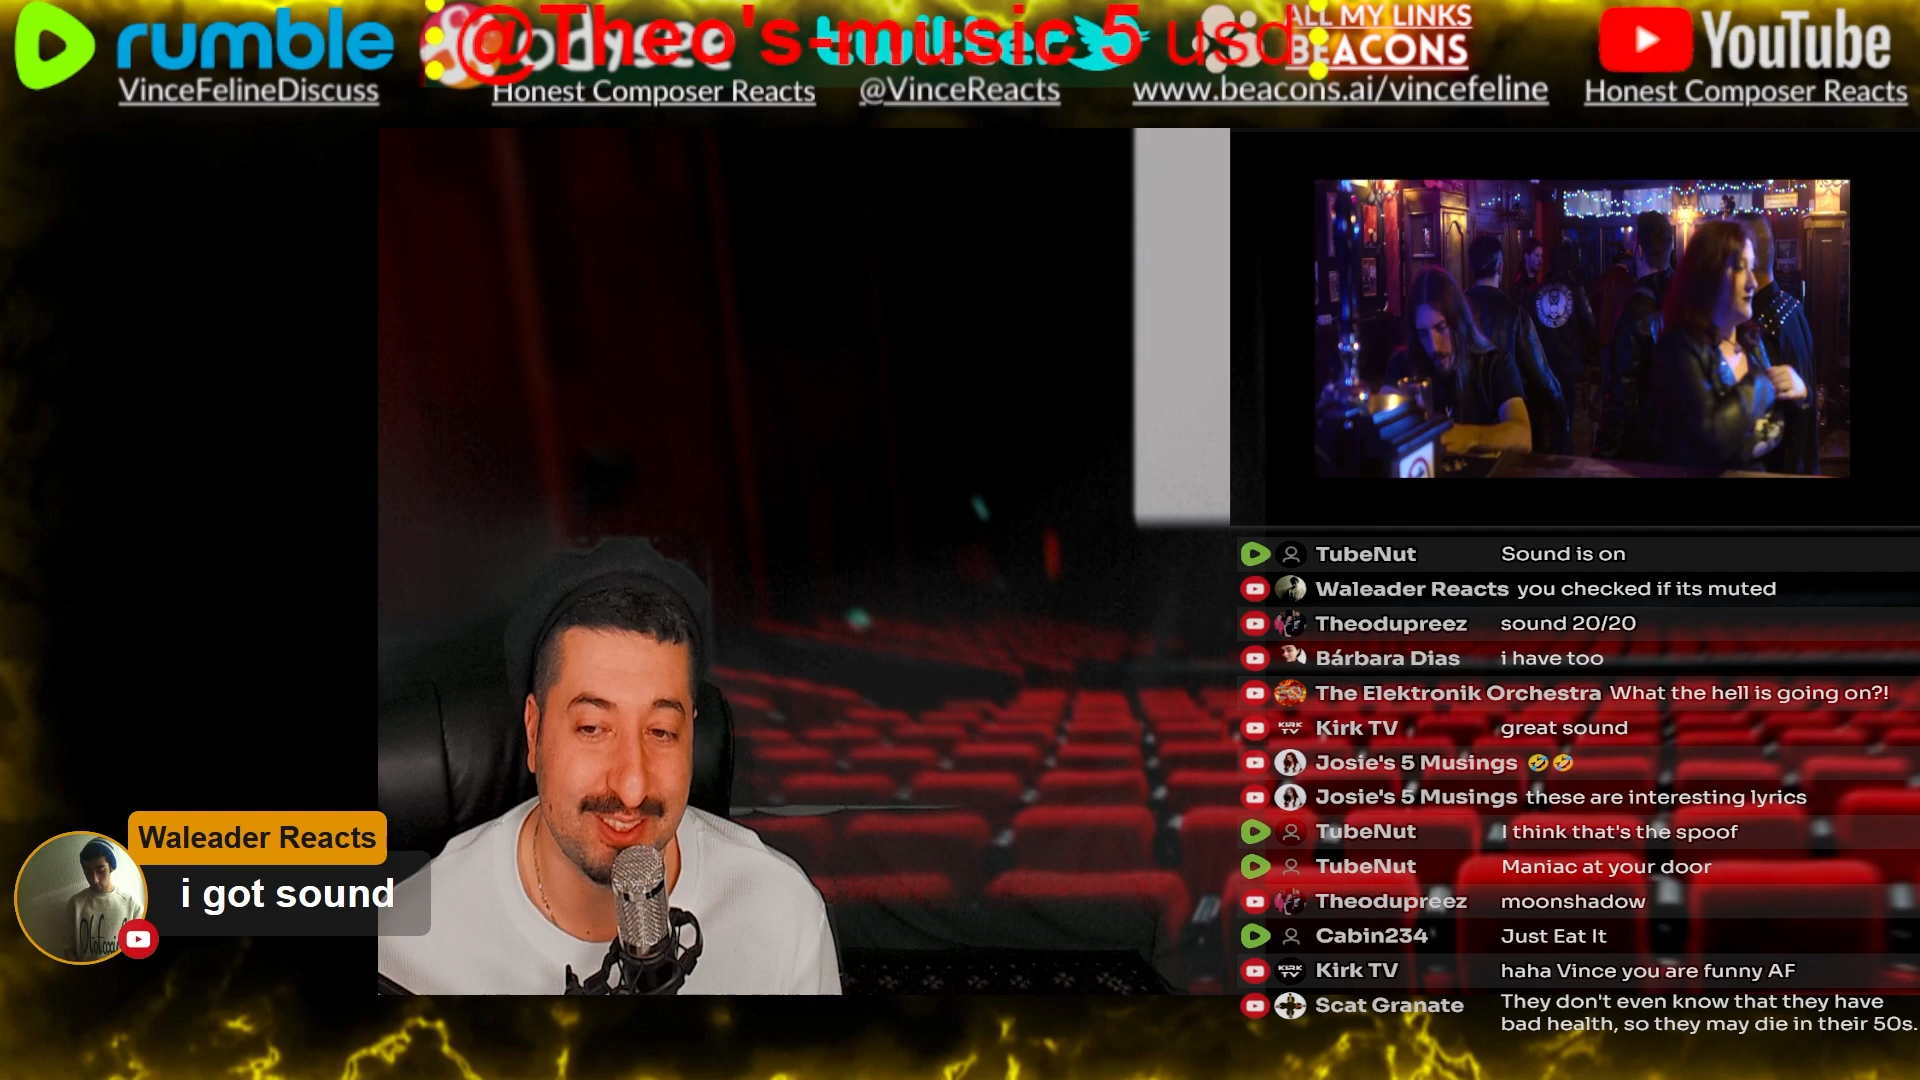 rumble
VinceFelineDiscuss
@Theo's-music 5 usd
odysee
Honest Composer Reacts
twitter
@VinceReacts
ALL MY LINKS
BEACONS
www.beacons.ai/vincefeline
YouTube
Honest Composer Reacts
TubeNut Sound is on
Waleader Reacts you checked if its muted
Theodupreez sound 20/20
Bárbara Dias i have too
The Elektronik Orchestra What the hell is going on?!
Kirk TV great sound
Josie's 5 Musings 🤣🤣
Josie's 5 Musings these are interesting lyrics
TubeNut I think that's the spoof
TubeNut Maniac at your door
Theodupreez moonshadow
Cabin234 Just Eat It
Kirk TV haha Vince you are funny AF
Scat Granate They don't even know that they have
bad health, so they may die in their 50s.
Waleader Reacts
i got sound